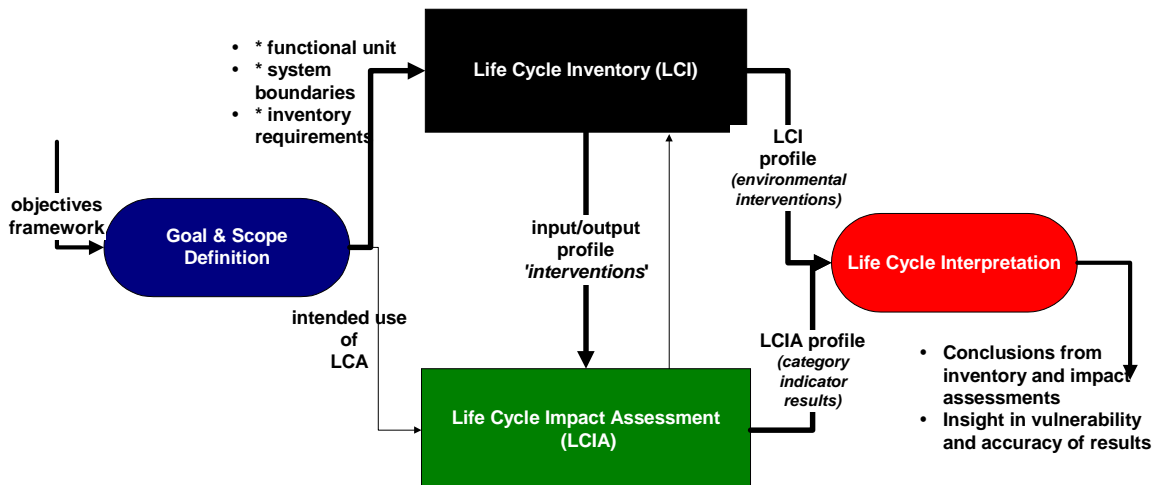 • * functional unit
• * system
boundaries
• * inventory
requirements
Life Cycle Inventory (LCI)
LCI
profile
(environmental
interventions)
objectives
framework
Goal & Scope
Definition
input/output
profile
'interventions'
Life Cycle Interpretation
intended use
of
LCA
LCIA profile
(category
indicator
results)
• Conclusions from
inventory and impact
assessments
• Insight in vulnerability
and accuracy of results
Life Cycle Impact Assessment
(LCIA)